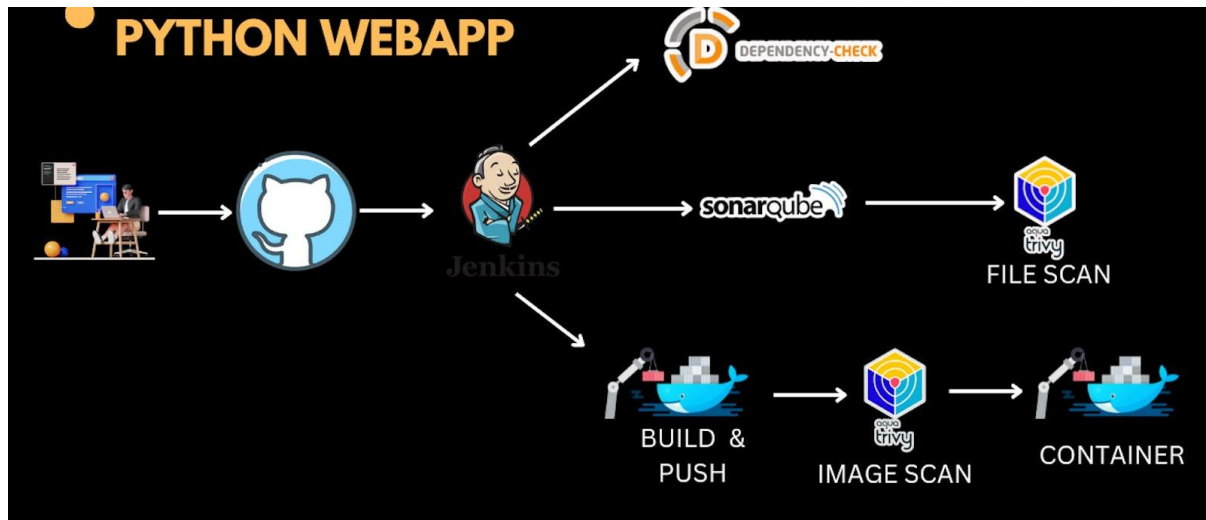 PYTHON WEBAPP
D
DEPENDENCY-CHECK
Jenkins
sonarqube
aqua
trivy
FILE SCAN
BUILD &
PUSH
aqua
trivy
IMAGE SCAN
CONTAINER